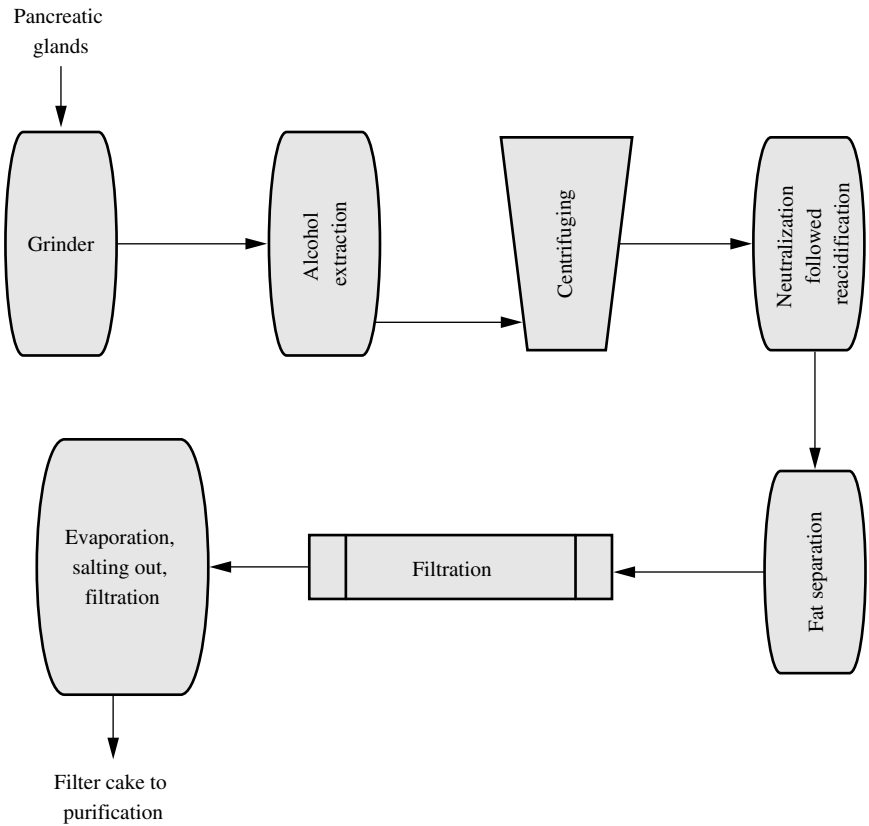 Pancreatic
glands
Grinder
Alcohol
extraction
Centrifuging
Neutralization
followed
reacidification
Fat separation
Filtration
Evaporation,
salting out,
filtration
Filter cake to
purification